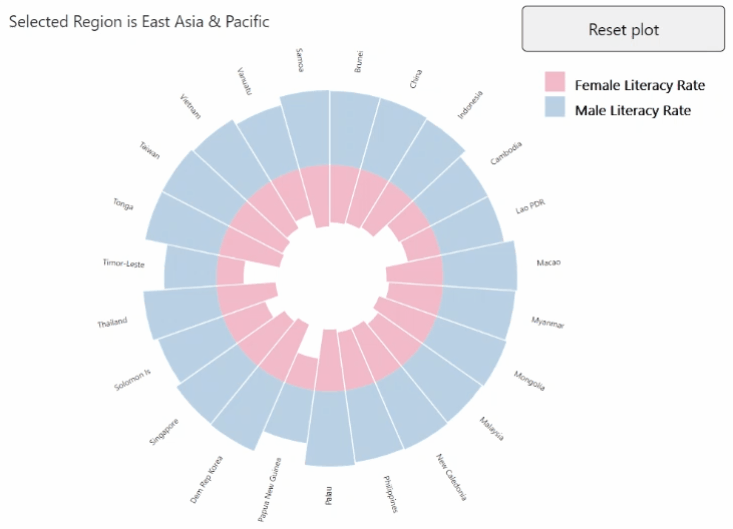 Selected Region is East Asia & Pacific
Reset plot
Female Literacy Rate
Male Literacy Rate
Samoa
Brunei
China
Indonesia
Cambodia
Lao PDR
Macao
Myanmar
Mongolia
Malaysia
New Caledonia
Philippines
Palau
Papua New Guinea
Dem Rep Korea
Singapore
Solomon Is
Thailand
Timor-Leste
Tonga
Taiwan
Vietnam
Vanuatu